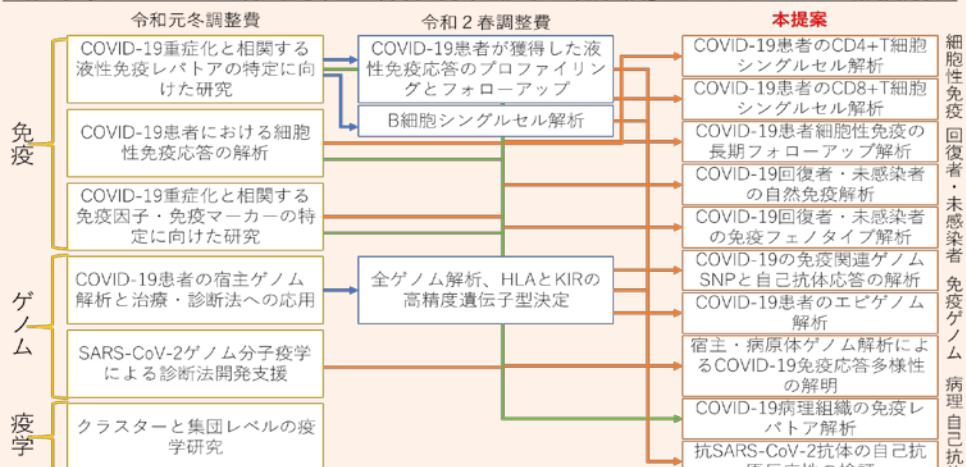 令和元冬調整費
令和２春調整費
本提案
免疫
COVID-19重症化と相関する
液性免疫レパトアの特定に向
けた研究
COVID-19患者における細胞
性免疫応答の解析
COVID-19重症化と相関する
免疫因子・免疫マーカーの特
定に向けた研究
ゲノム
COVID-19患者の宿主ゲノム
解析と治療・診断法への応用
SARS-CoV-2ゲノム分子疫学
による診断法開発支援
疫学
クラスターと集団レベルの疫
学研究
COVID-19患者が獲得した液
性免疫応答のプロファイリン
グとフォローアップ
B細胞シングルセル解析
全ゲノム解析、HLAとKIRの
高精度遺伝子型決定
COVID-19患者のCD4+T細胞
シングルセル解析
COVID-19患者のCD8+T細胞
シングルセル解析
COVID-19患者細胞性免疫の
長期フォローアップ解析
COVID-19回復者・未感染者
の自然免疫解析
COVID-19回復者・未感染者
の免疫フェノタイプ解析
COVID-19の免疫関連ゲノム
SNPと自己抗体応答の解析
COVID-19患者のエピゲノム
解析
宿主・病原体ゲノム解析によ
るCOVID-19免疫応答多様性
の解明
COVID-19病理組織の免疫レ
パトア解析
抗SARS-CoV-2抗体の自己抗
細胞性免疫
回復者・未感染者
免疫ゲノム
病理
自己抗